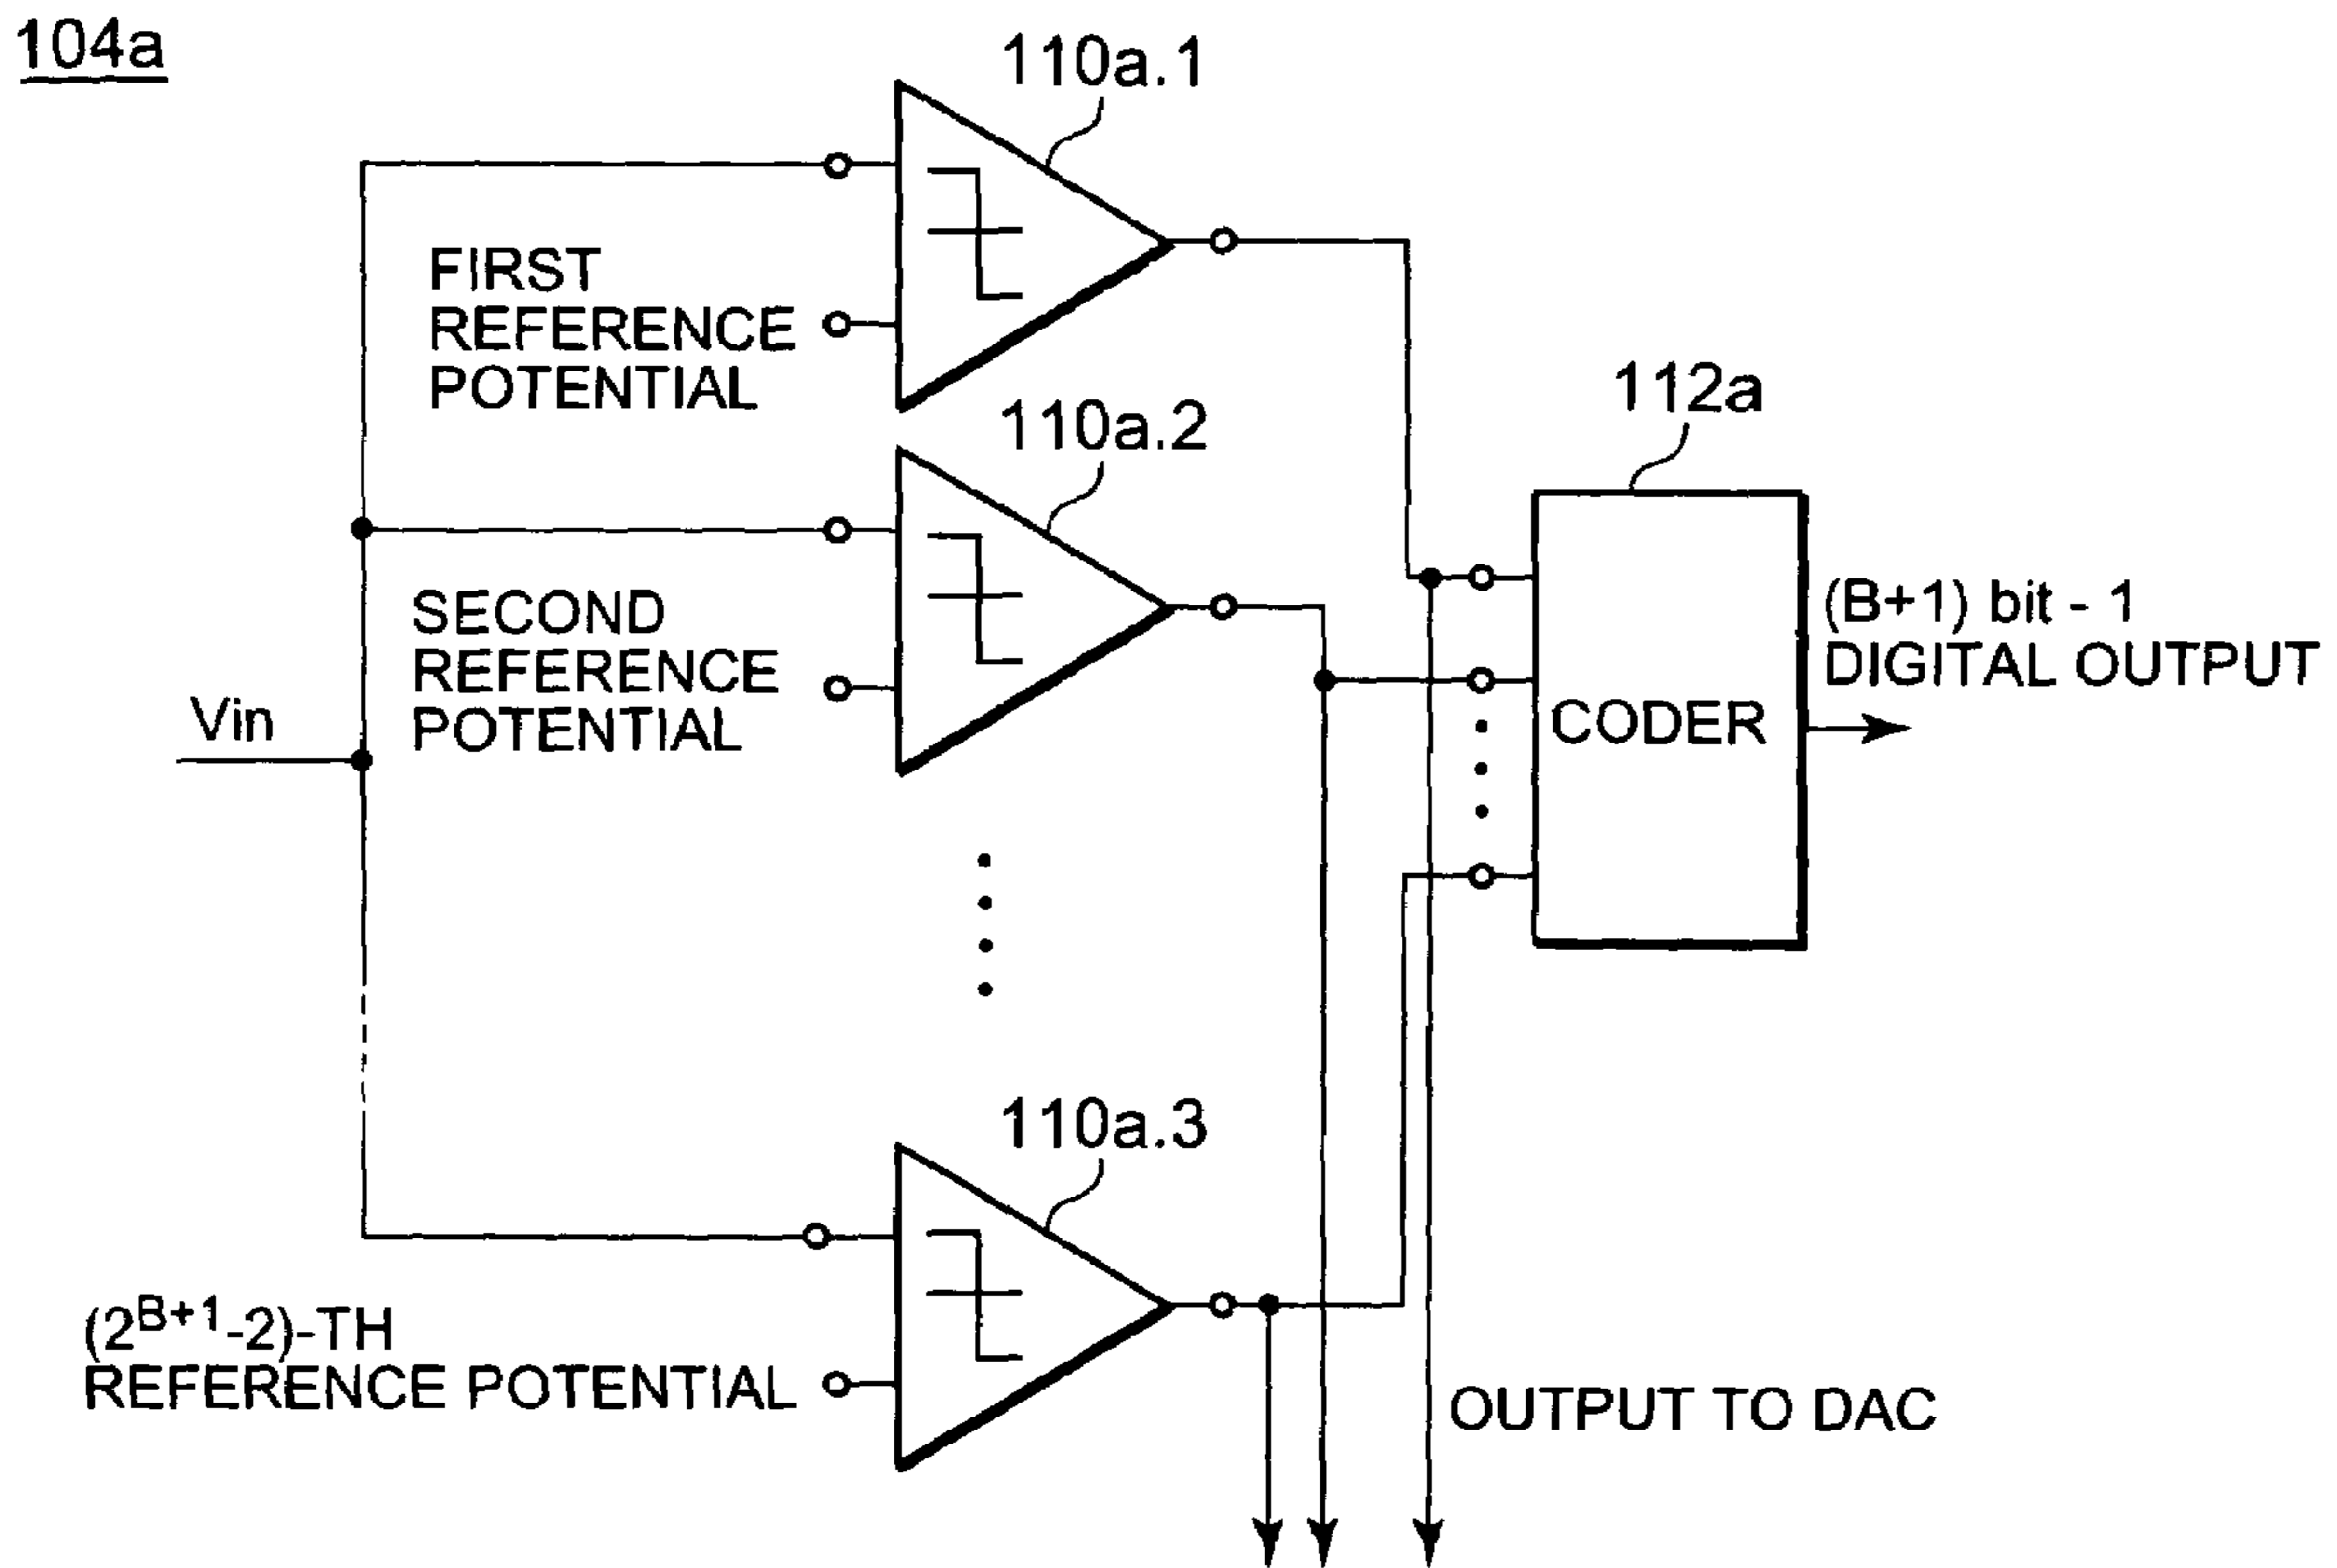 104a
110a.1
FIRST
REFERENCE
POTENTIAL
110a.2
112a
SECOND
REFERENCE
POTENTIAL
(B+1) bit - 1
DIGITAL OUTPUT
Vin
CODER
110a.3
(2^{B+1}-2)-TH
REFERENCE POTENTIAL
OUTPUT TO DAC